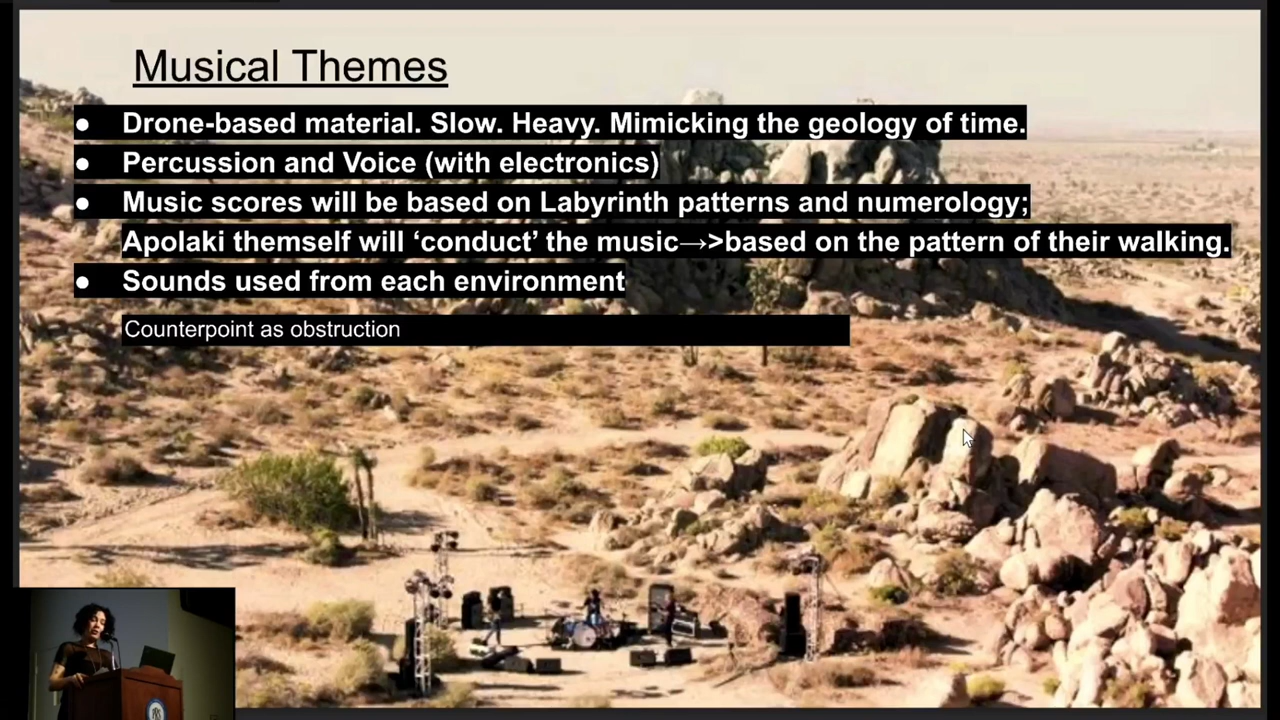 Musical Themes
● Drone-based material. Slow. Heavy. Mimicking the geology of time.
● Percussion and Voice (with electronics)
● Music scores will be based on Labyrinth patterns and numerology;
Apolaki themself will ‘conduct’ the music→>based on the pattern of their walking.
● Sounds used from each environment
Counterpoint as obstruction